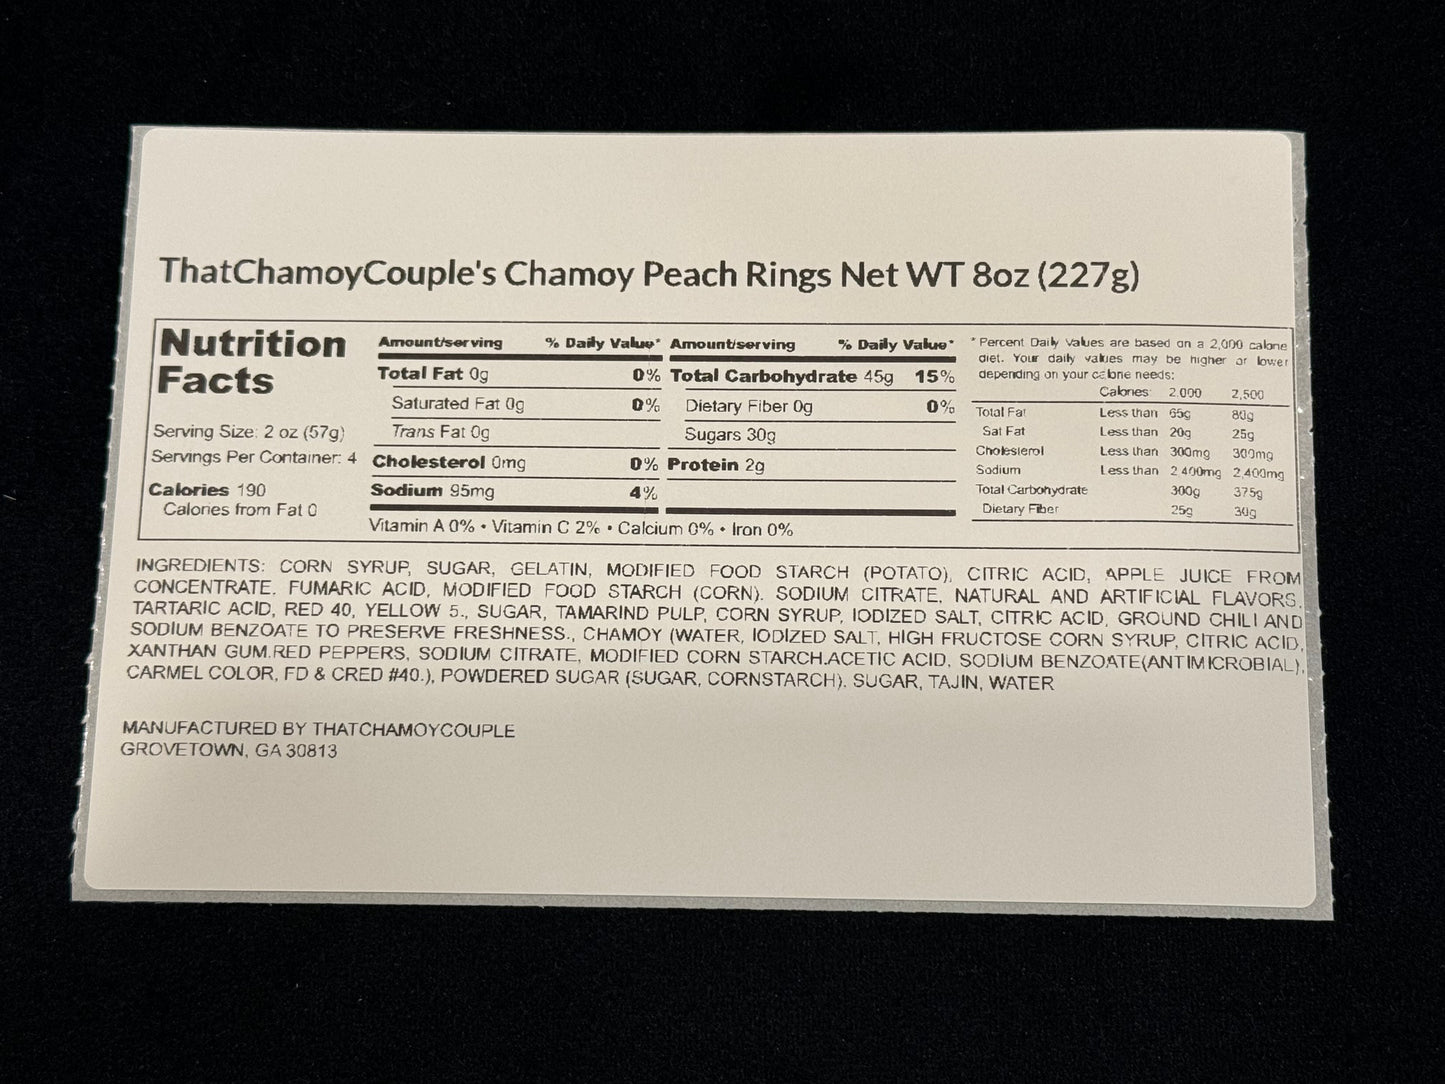 ThatChamoyCouple's Chamoy Peach Rings Net WT 8oz (227g)
Nutrition
Facts
Serving Size: 2 oz (57g)
Servings Per Container: 4
Calories 190
Calories from Fat 0
Amount/serving % Daily Value*
Total Fat 0g 0%
Saturated Fat 0g 0%
Trans Fat 0g
Cholesterol 0mg 0%
Sodium 95mg 4%
Amount/serving % Daily Value*
Total Carbohydrate 45g 15%
Dietary Fiber 0g 0%
Sugars 30g
Protein 2g
Vitamin A 0% • Vitamin C 2% • Calcium 0% • Iron 0%
* Percent Daily Values are based on a 2,000 calorie
diet. Your daily values may be higher or lower
depending on your calorie needs:
Calories: 2,000 2,500
Total Fat Less than 65g 80g
Sat Fat Less than 20g 25g
Cholesterol Less than 300mg 300mg
Sodium Less than 2,400mg 2,400mg
Total Carbohydrate 300g 375g
Dietary Fiber 25g 30g
INGREDIENTS: CORN SYRUP, SUGAR, GELATIN, MODIFIED FOOD STARCH (POTATO), CITRIC ACID, APPLE JUICE FROM
CONCENTRATE, FUMARIC ACID, MODIFIED FOOD STARCH (CORN), SODIUM CITRATE, NATURAL AND ARTIFICIAL FLAVORS,
TARTARIC ACID, RED 40, YELLOW 5., SUGAR, TAMARIND PULP, CORN SYRUP, IODIZED SALT, CITRIC ACID, GROUND CHILI AND
SODIUM BENZOATE TO PRESERVE FRESHNESS., CHAMOY (WATER, IODIZED SALT, HIGH FRUCTOSE CORN SYRUP, CITRIC ACID,
XANTHAN GUM.RED PEPPERS, SODIUM CITRATE, MODIFIED CORN STARCH.ACETIC ACID, SODIUM BENZOATE(ANTIMICROBIAL),
CARMEL COLOR, FD & CRED #40.), POWDERED SUGAR (SUGAR, CORNSTARCH). SUGAR, TAJIN, WATER
MANUFACTURED BY THATCHAMOYCOUPLE
GROVETOWN, GA 30813